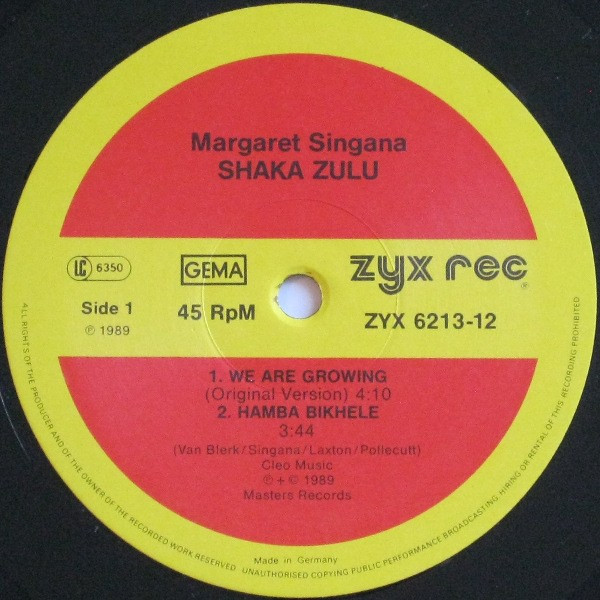 Margaret Singana
SHAKA ZULU
LC 6350
GEMA
zyx rec®
Side 1
℗ 1989
45 RpM
ZYX 6213-12
1. WE ARE GROWING
(Original Version) 4:10
2. HAMBA BIKHELE
3:44
(Van Blerk/Singana/Laxton/Pollecutt)
Cleo Music
℗ + © 1989
Masters Records
Made in Germany
ALL RIGHTS OF THE PRODUCER AND OF THE OWNER OF THE RECORDED WORK RESERVED UNAUTHORISED COPYING PUBLIC PERFORMANCE BROADCASTING HIRING OR RENTAL OF THIS RECORDING PROHIBITED